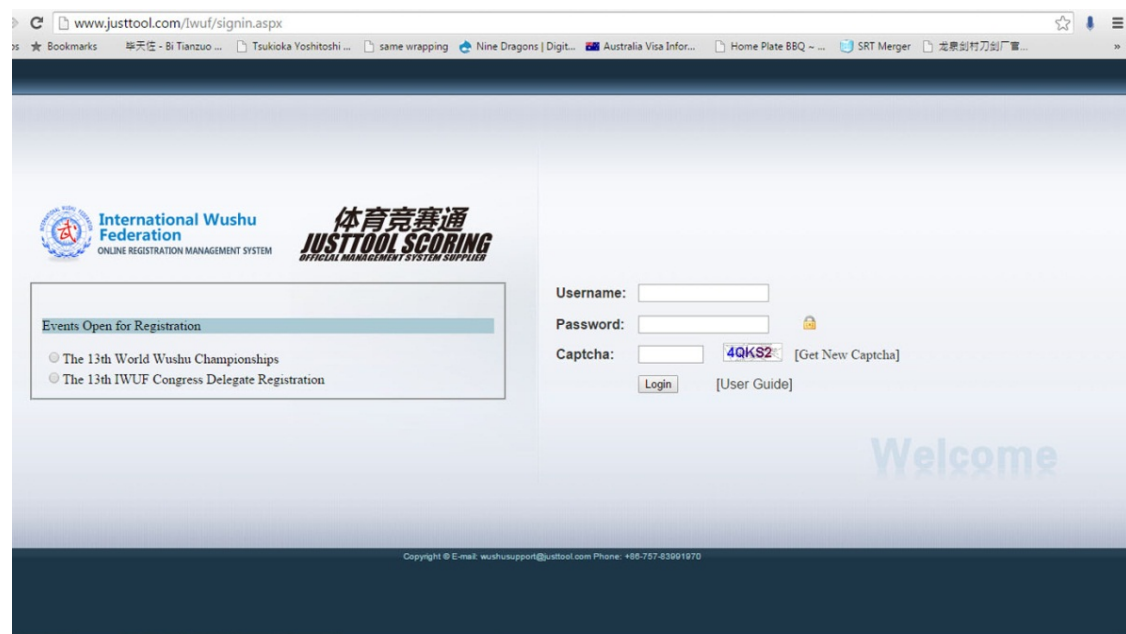 www.justtool.com/Iwuf/signin.aspx
Bookmarks 毕天佐 - Bi Tianzuo ... Tsukioka Yoshitoshi ... same wrapping Nine Dragons | Digit... Australia Visa Infor... Home Plate BBQ ~ ... SRT Merger 龙泉剑村刀剑厂官... »
International Wushu
Federation
ONLINE REGISTRATION MANAGEMENT SYSTEM
武
体育竞赛通
JUSTTOOL SCORING
OFFICIAL MANAGEMENT SYSTEM SUPPLIER
Events Open for Registration
The 13th World Wushu Championships
The 13th IWUF Congress Delegate Registration
Username:
Password:
Captcha: 4QKS2 [Get New Captcha]
Login [User Guide]
Welcome
Copyright © E-mail: wushusupport@justtool.com Phone: +86-757-83991970